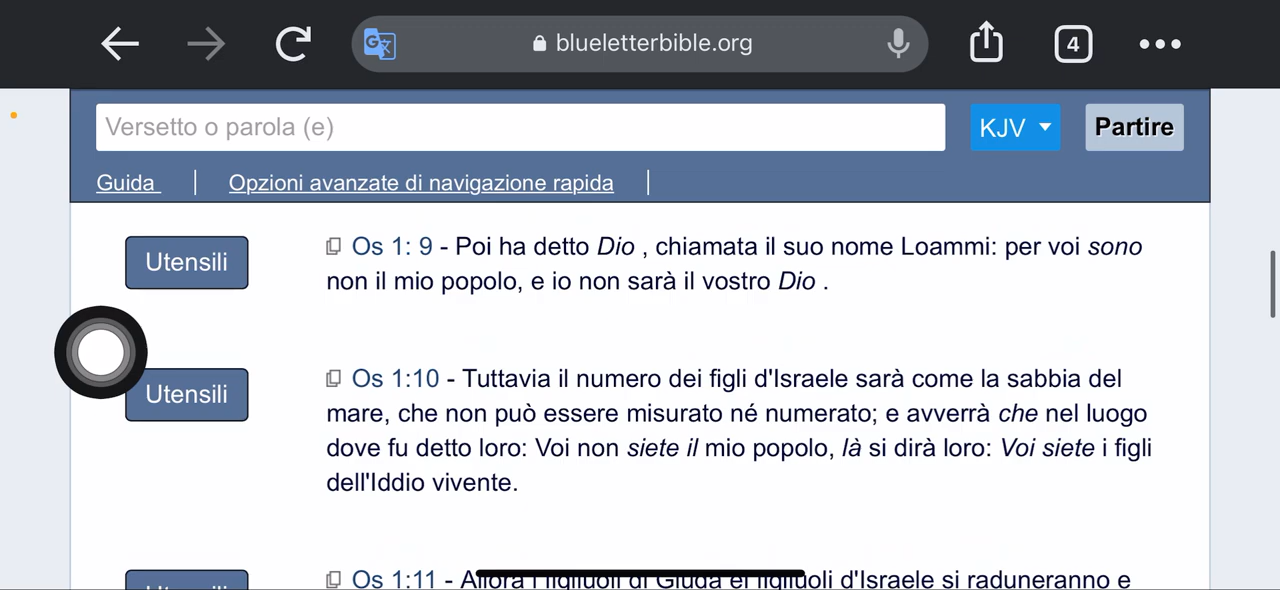 blueletterbible.org
4
Versetto o parola (e)
KJV
Partire
Guida
Opzioni avanzate di navigazione rapida
Utensili
Os 1: 9 - Poi ha detto Dio , chiamata il suo nome Loammi: per voi sono
non il mio popolo, e io non sarà il vostro Dio .
Utensili
Os 1:10 - Tuttavia il numero dei figli d'Israele sarà come la sabbia del
mare, che non può essere misurato né numerato; e avverrà che nel luogo
dove fu detto loro: Voi non siete il mio popolo, là si dirà loro: Voi siete i figli
dell'Iddio vivente.
Utensili
Os 1:11 - Allora i figliuoli di Giuda ei figliuoli d'Israele si raduneranno e